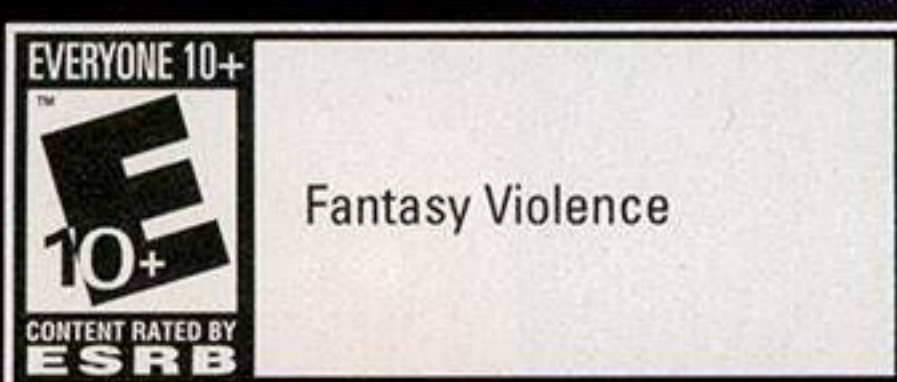 EVERYONE 10+
TM
E
10+
CONTENT RATED BY
ESRB
Fantasy Violence